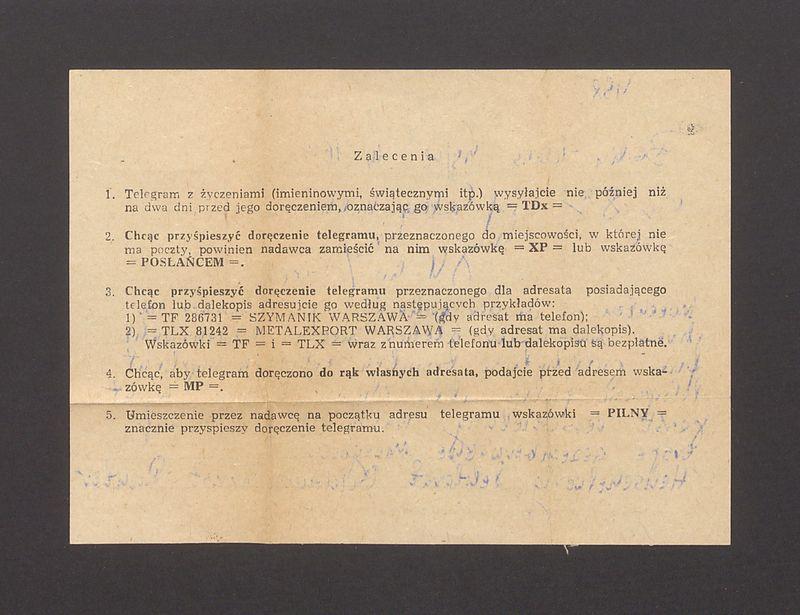 Zalecenia
1. Telegram z życzeniami (imieninowymi, świątecznymi itp.) wysyłajcie nie później niż
na dwa dni przed jego doręczeniem, oznaczając go wskazówką = TDx =
2. Chcąc przyśpieszyć doręczenie telegramu, przeznaczonego do miejscowości, w której nie
ma poczty, powinien nadawca zamieścić na nim wskazówkę = XP = lub wskazówkę
= POSŁAŃCEM =.
3. Chcąc przyśpieszyć doręczenie telegramu przeznaczonego dla adresata posiadającego
telefon lub dalekopis adresujcie go według następujących przykładów:
1) = TF 286731 = SZYMANIK WARSZAWA = (gdy adresat ma telefon);
2) = TLX 81242 = METALEXPORT WARSZAWA = (gdy adresat ma dalekopis).
Wskazówki = TF = i = TLX = wraz z numerem telefonu lub dalekopisu są bezpłatne.
4. Chcąc, aby telegram doręczono do rąk własnych adresata, podajcie przed adresem wska-
zówkę = MP =.
5. Umieszczenie przez nadawcę na początku adresu telegramu wskazówki = PILNY =
znacznie przyspieszy doręczenie telegramu.